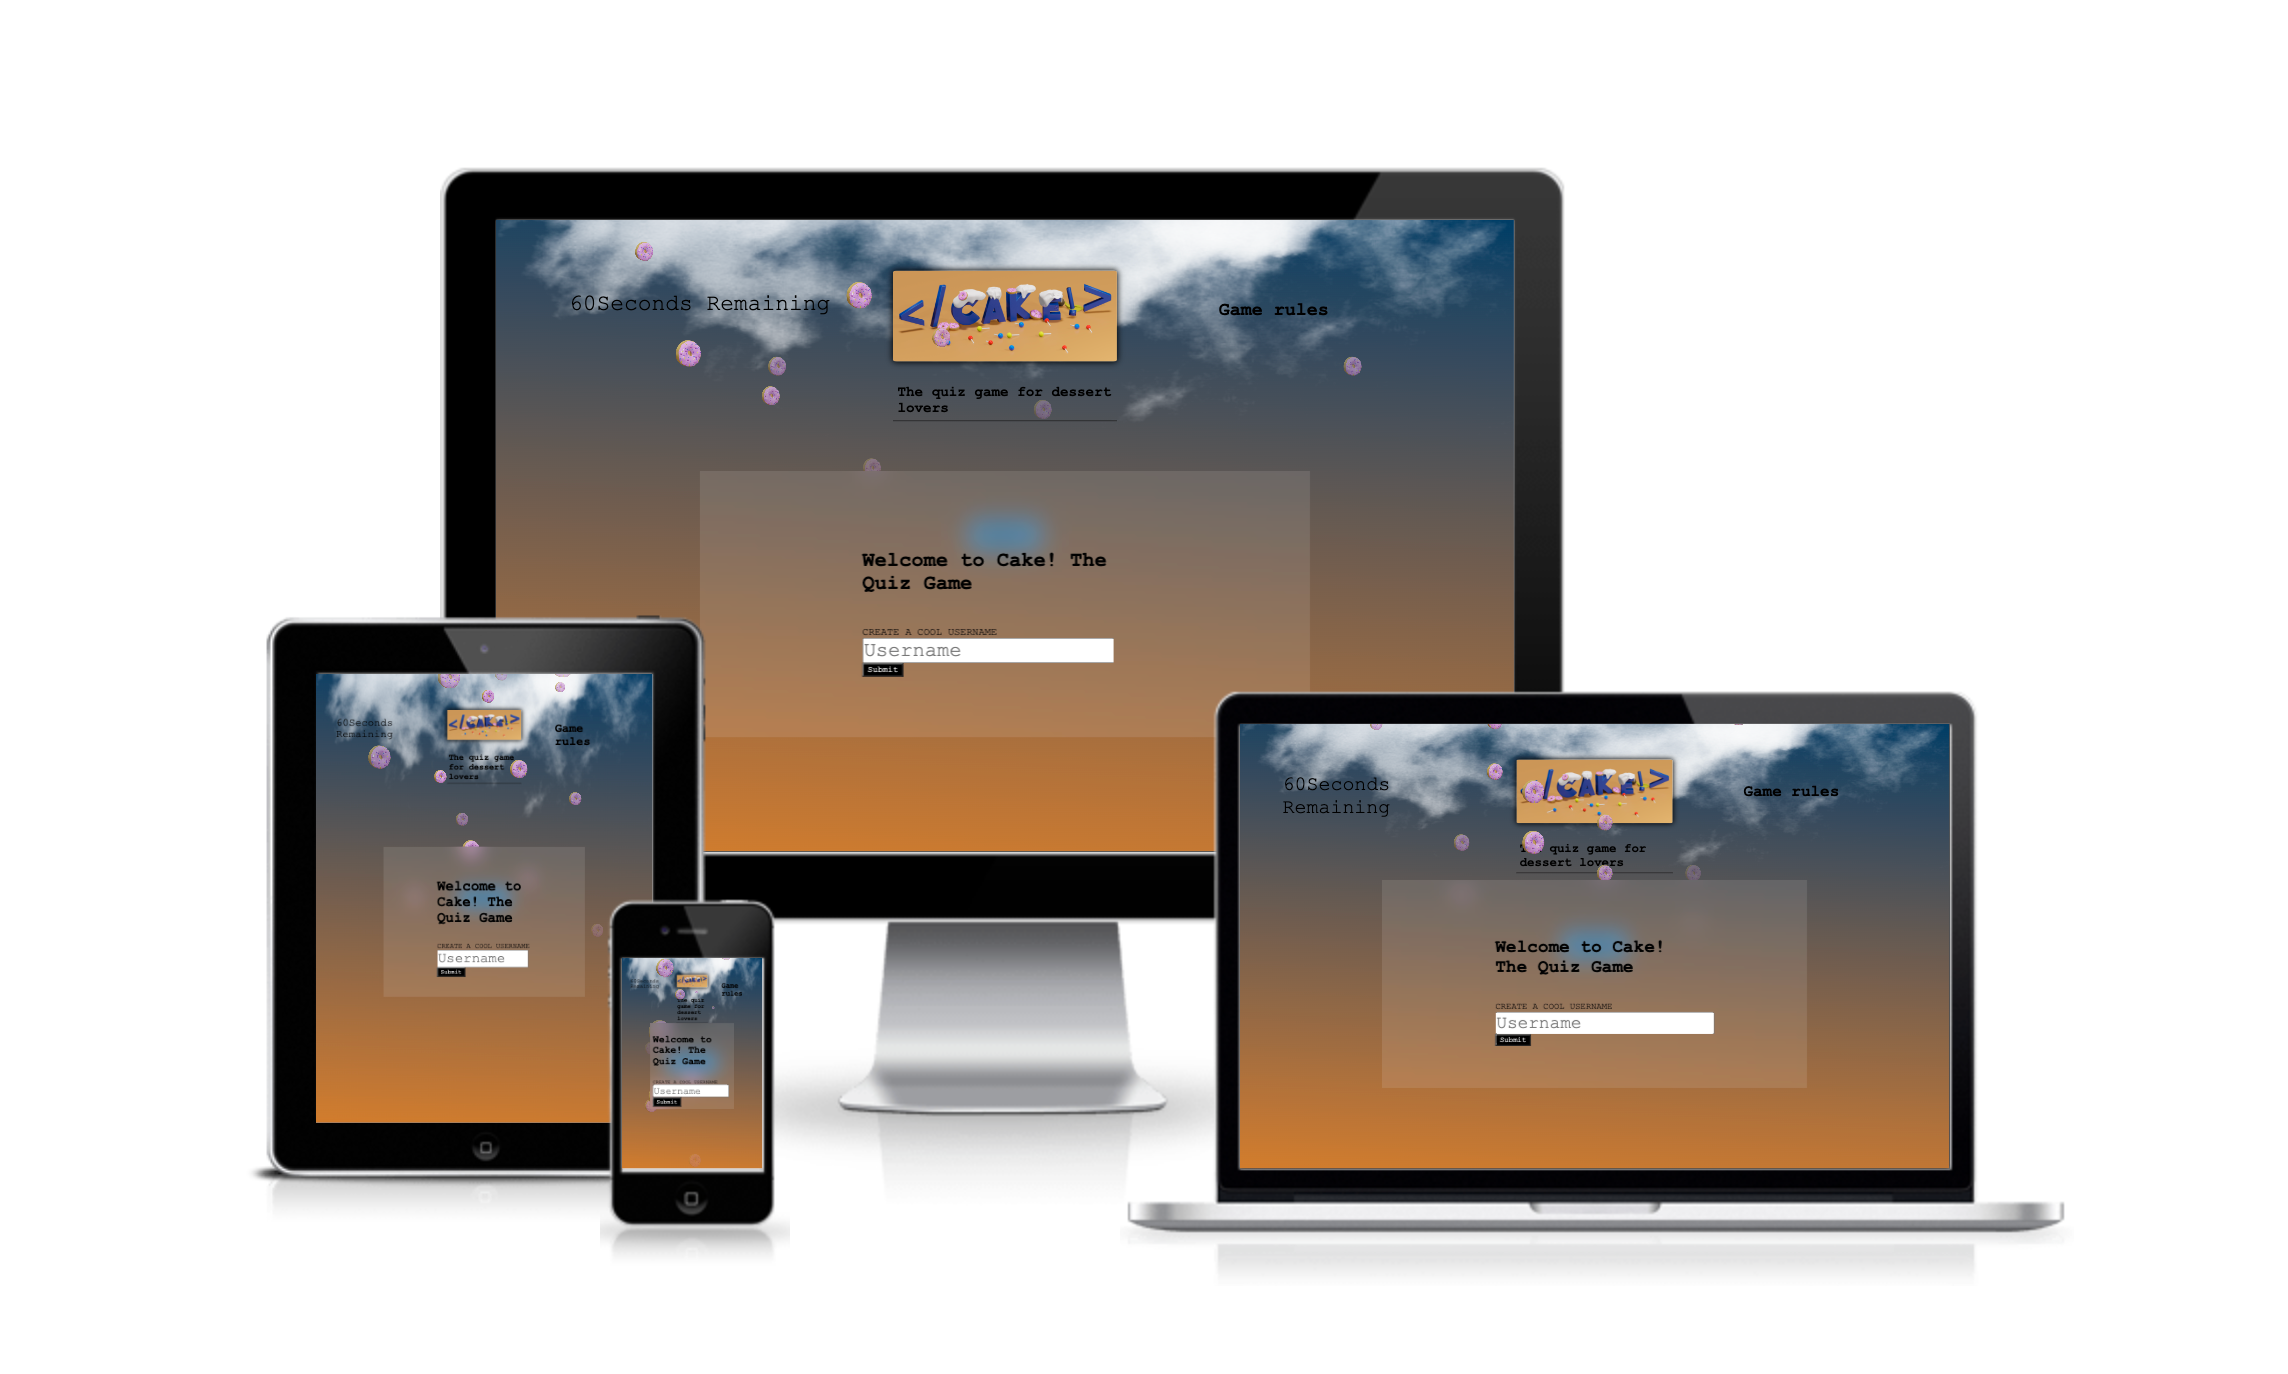 60Seconds Remaining
</CAKE!>
Game rules
The quiz game for dessert
lovers
Welcome to Cake! The
Quiz Game
CREATE A COOL USERNAME
Username
Submit
60Seconds
Remaining
</CAKE!>
Game
rules
The quiz game
for dessert
lovers
Welcome to
Cake! The
Quiz Game
CREATE A COOL USERNAME
Username
Submit
60Seconds
Remaining
</CAKE!>
Game
rules
The quiz
game for
dessert
lovers
Welcome to
Cake! The
Quiz Game
CREATE A COOL USERNAME
Username
Submit
60Seconds
Remaining
</CAKE!>
Game rules
quiz game for
dessert lovers
Welcome to Cake!
The Quiz Game
CREATE A COOL USERNAME
Username
Submit